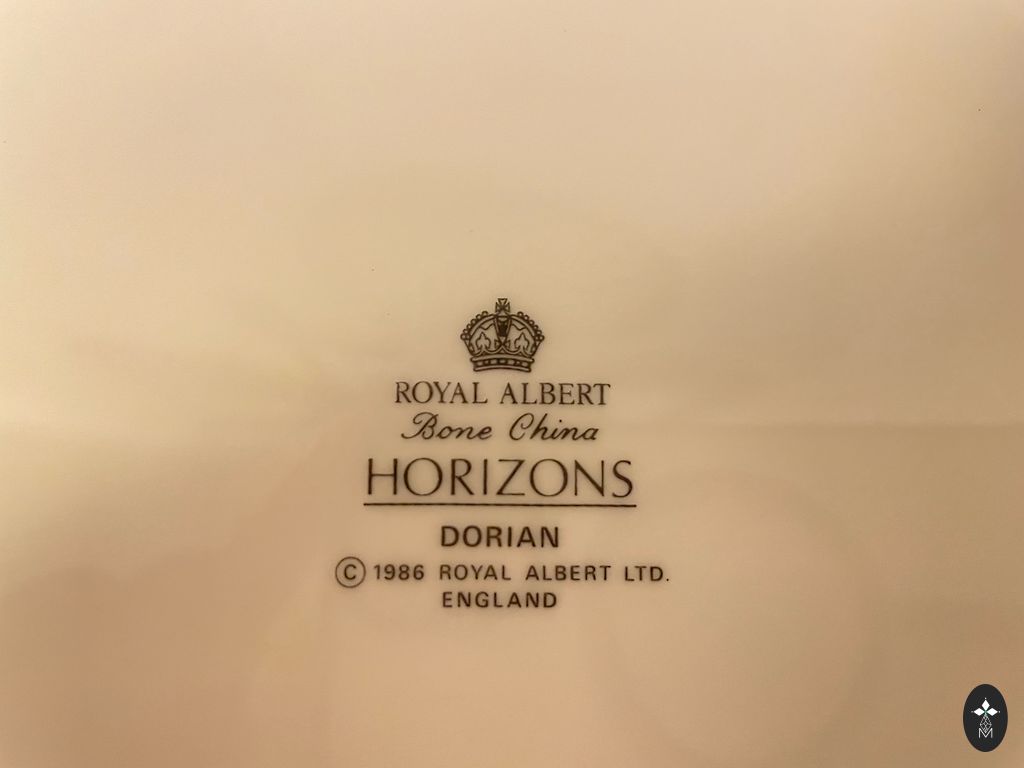 ROYAL ALBERT
Bone China
HORIZONS
DORIAN
© 1986 ROYAL ALBERT LTD.
ENGLAND
M